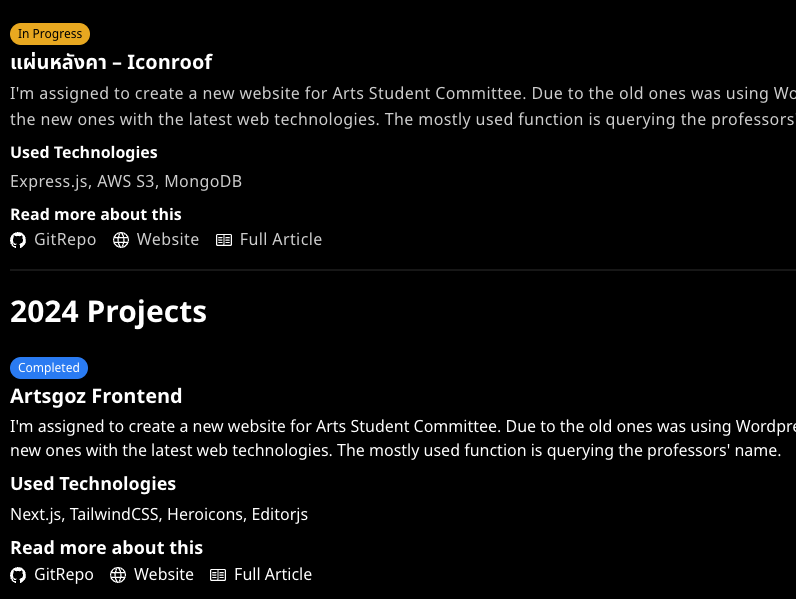 In Progress
แผ่นหลังคา – Iconroof
I'm assigned to create a new website for Arts Student Committee. Due to the old ones was using
the new ones with the latest web technologies. The mostly used function is querying the professors
Used Technologies
Express.js, AWS S3, MongoDB
Read more about this
GitRepo Website Full Article
2024 Projects
Completed
Artsgoz Frontend
I'm assigned to create a new website for Arts Student Committee. Due to the old ones was using
new ones with the latest web technologies. The mostly used function is querying the professors' name.
Used Technologies
Next.js, TailwindCSS, Heroicons, Editorjs
Read more about this
GitRepo Website Full Article